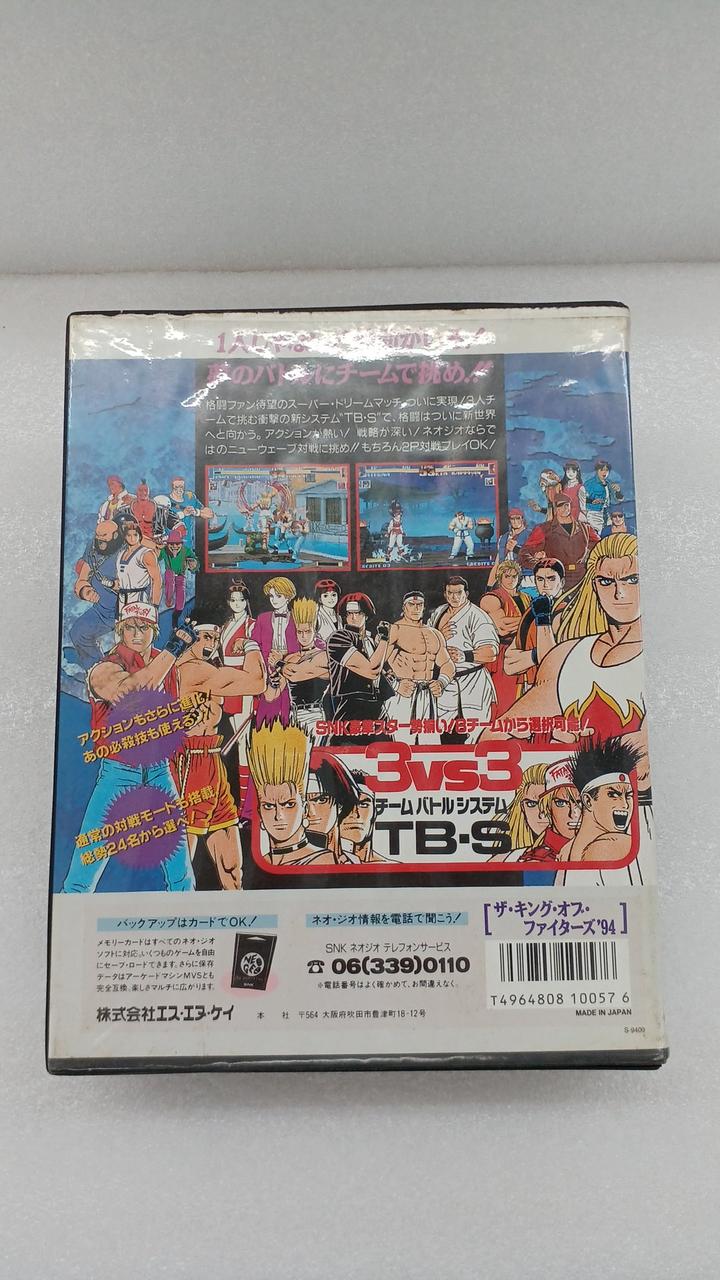 のバトルにチームで挑め!!
格闘ファン待望のスーパー・ドリームマッチ、ついに実現!3人チ
ームで挑む衝撃の新システム"TB・S"で、格闘はついに新世界
へと向かう。アクションが熱い! 戦略が深い! ネオジオならで
はのニューウェーブ対戦に挑め!! もちろん2P対戦プレイOK!
FATAL FURY
アクションもさらに進化!
あの必殺技も使える!
通常の対戦モードも搭載
総勢24名から選べ!
SNK豪華スター勢揃い!8チームから選択可能!
3vs3
チームバトルシステム
TB・S
FATAL
バックアップはカードでOK!
メモリーカードはすべてのネオ・ジオ
ソフトに対応。いくつものゲームを自由
にセーブ・ロードできます。さらに保存
データはアーケードマシンMVSとも
完全互換。楽しさマルチに広がります。
NEO GEO
SNK
ネオ・ジオ情報を電話で聞こう!
SNK ネオジオ テレフォンサービス
☎ 06(339)0110
※電話番号はよく確かめて、お間違えなく。
[ザ・キング・オブ・
ファイターズ'94]
T4964808 10057 6
MADE IN JAPAN
株式会社エス・エヌ・ケイ 本 社 〒564 大阪府吹田市豊津町18-12号
S-9409